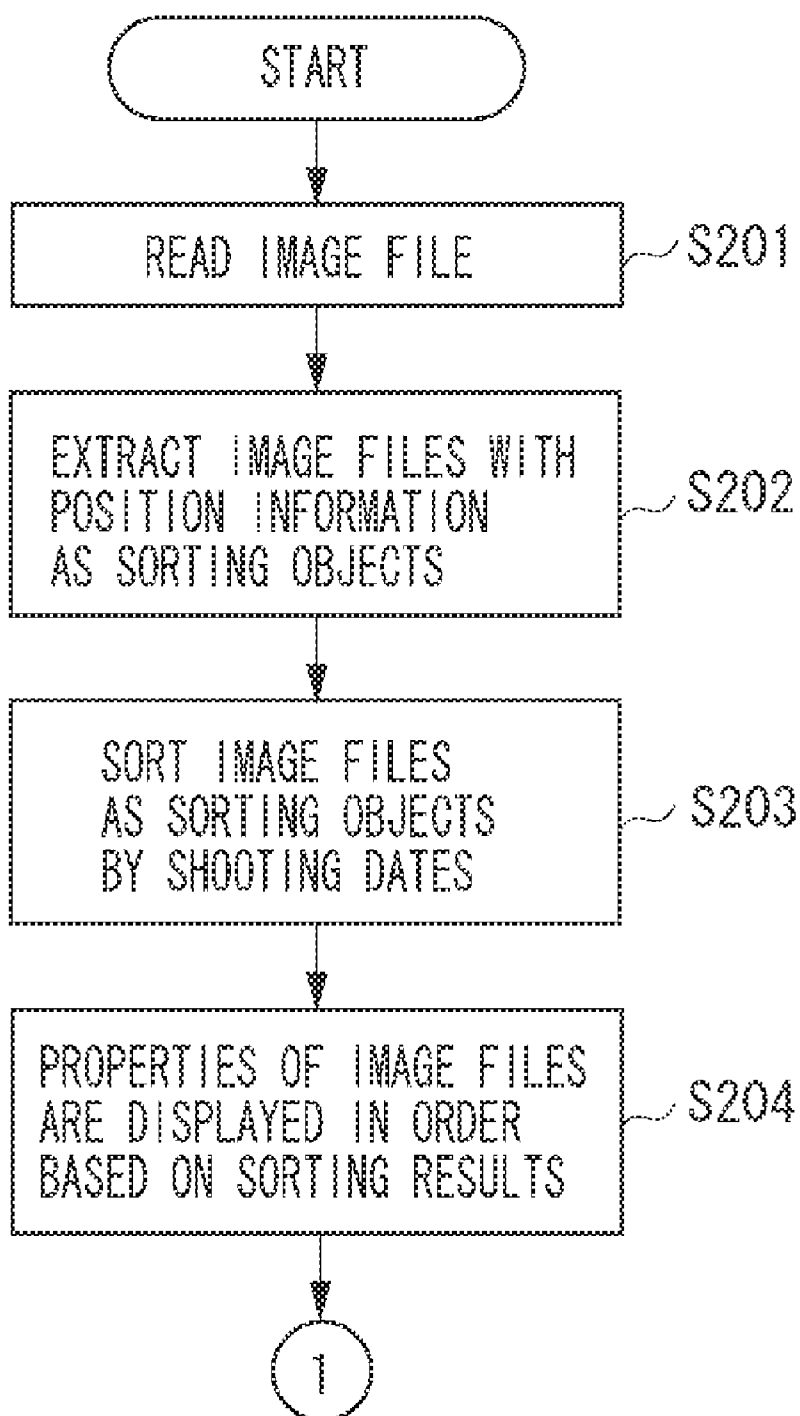 START
READ IMAGE FILE
S201
EXTRACT IMAGE FILES WITH
POSITION INFORMATION
AS SORTING OBJECTS
S202
SORT IMAGE FILES
AS SORTING OBJECTS
BY SHOOTING DATES
S203
PROPERTIES OF IMAGE FILES
ARE DISPLAYED IN ORDER
BASED ON SORTING RESULTS
S204
1